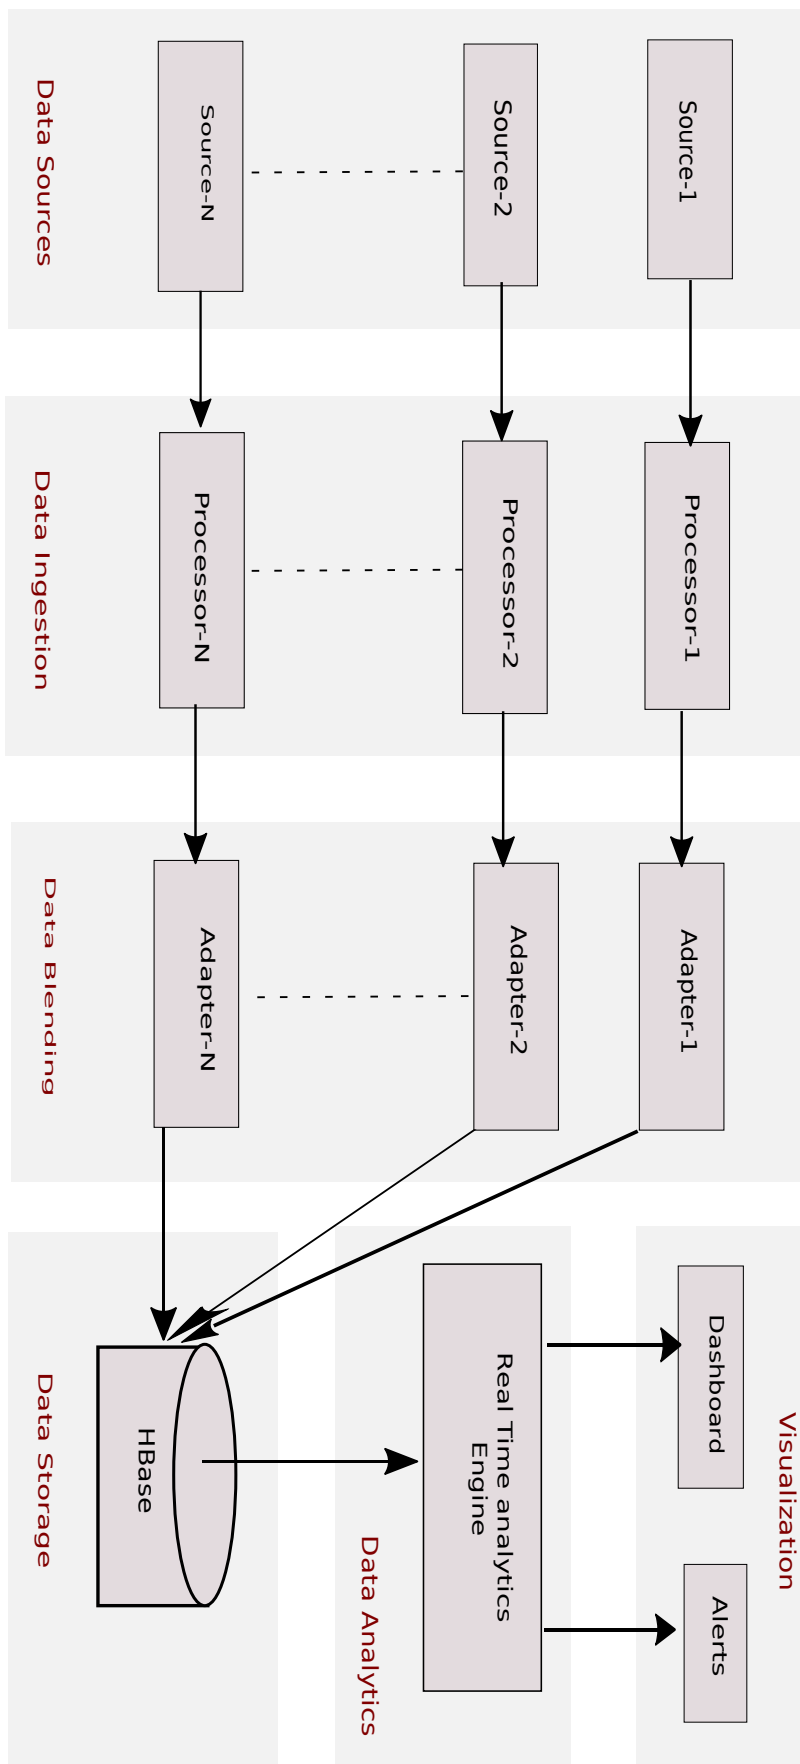 Source-1
Source-2
Source-N
Data Sources
Processor-1
Processor-2
Processor-N
Data Ingestion
Adapter-1
Adapter-2
Adapter-N
Data Blending
Visualization
Dashboard
Alerts
Real Time analytics
Engine
Data Analytics
HBase
Data Storage